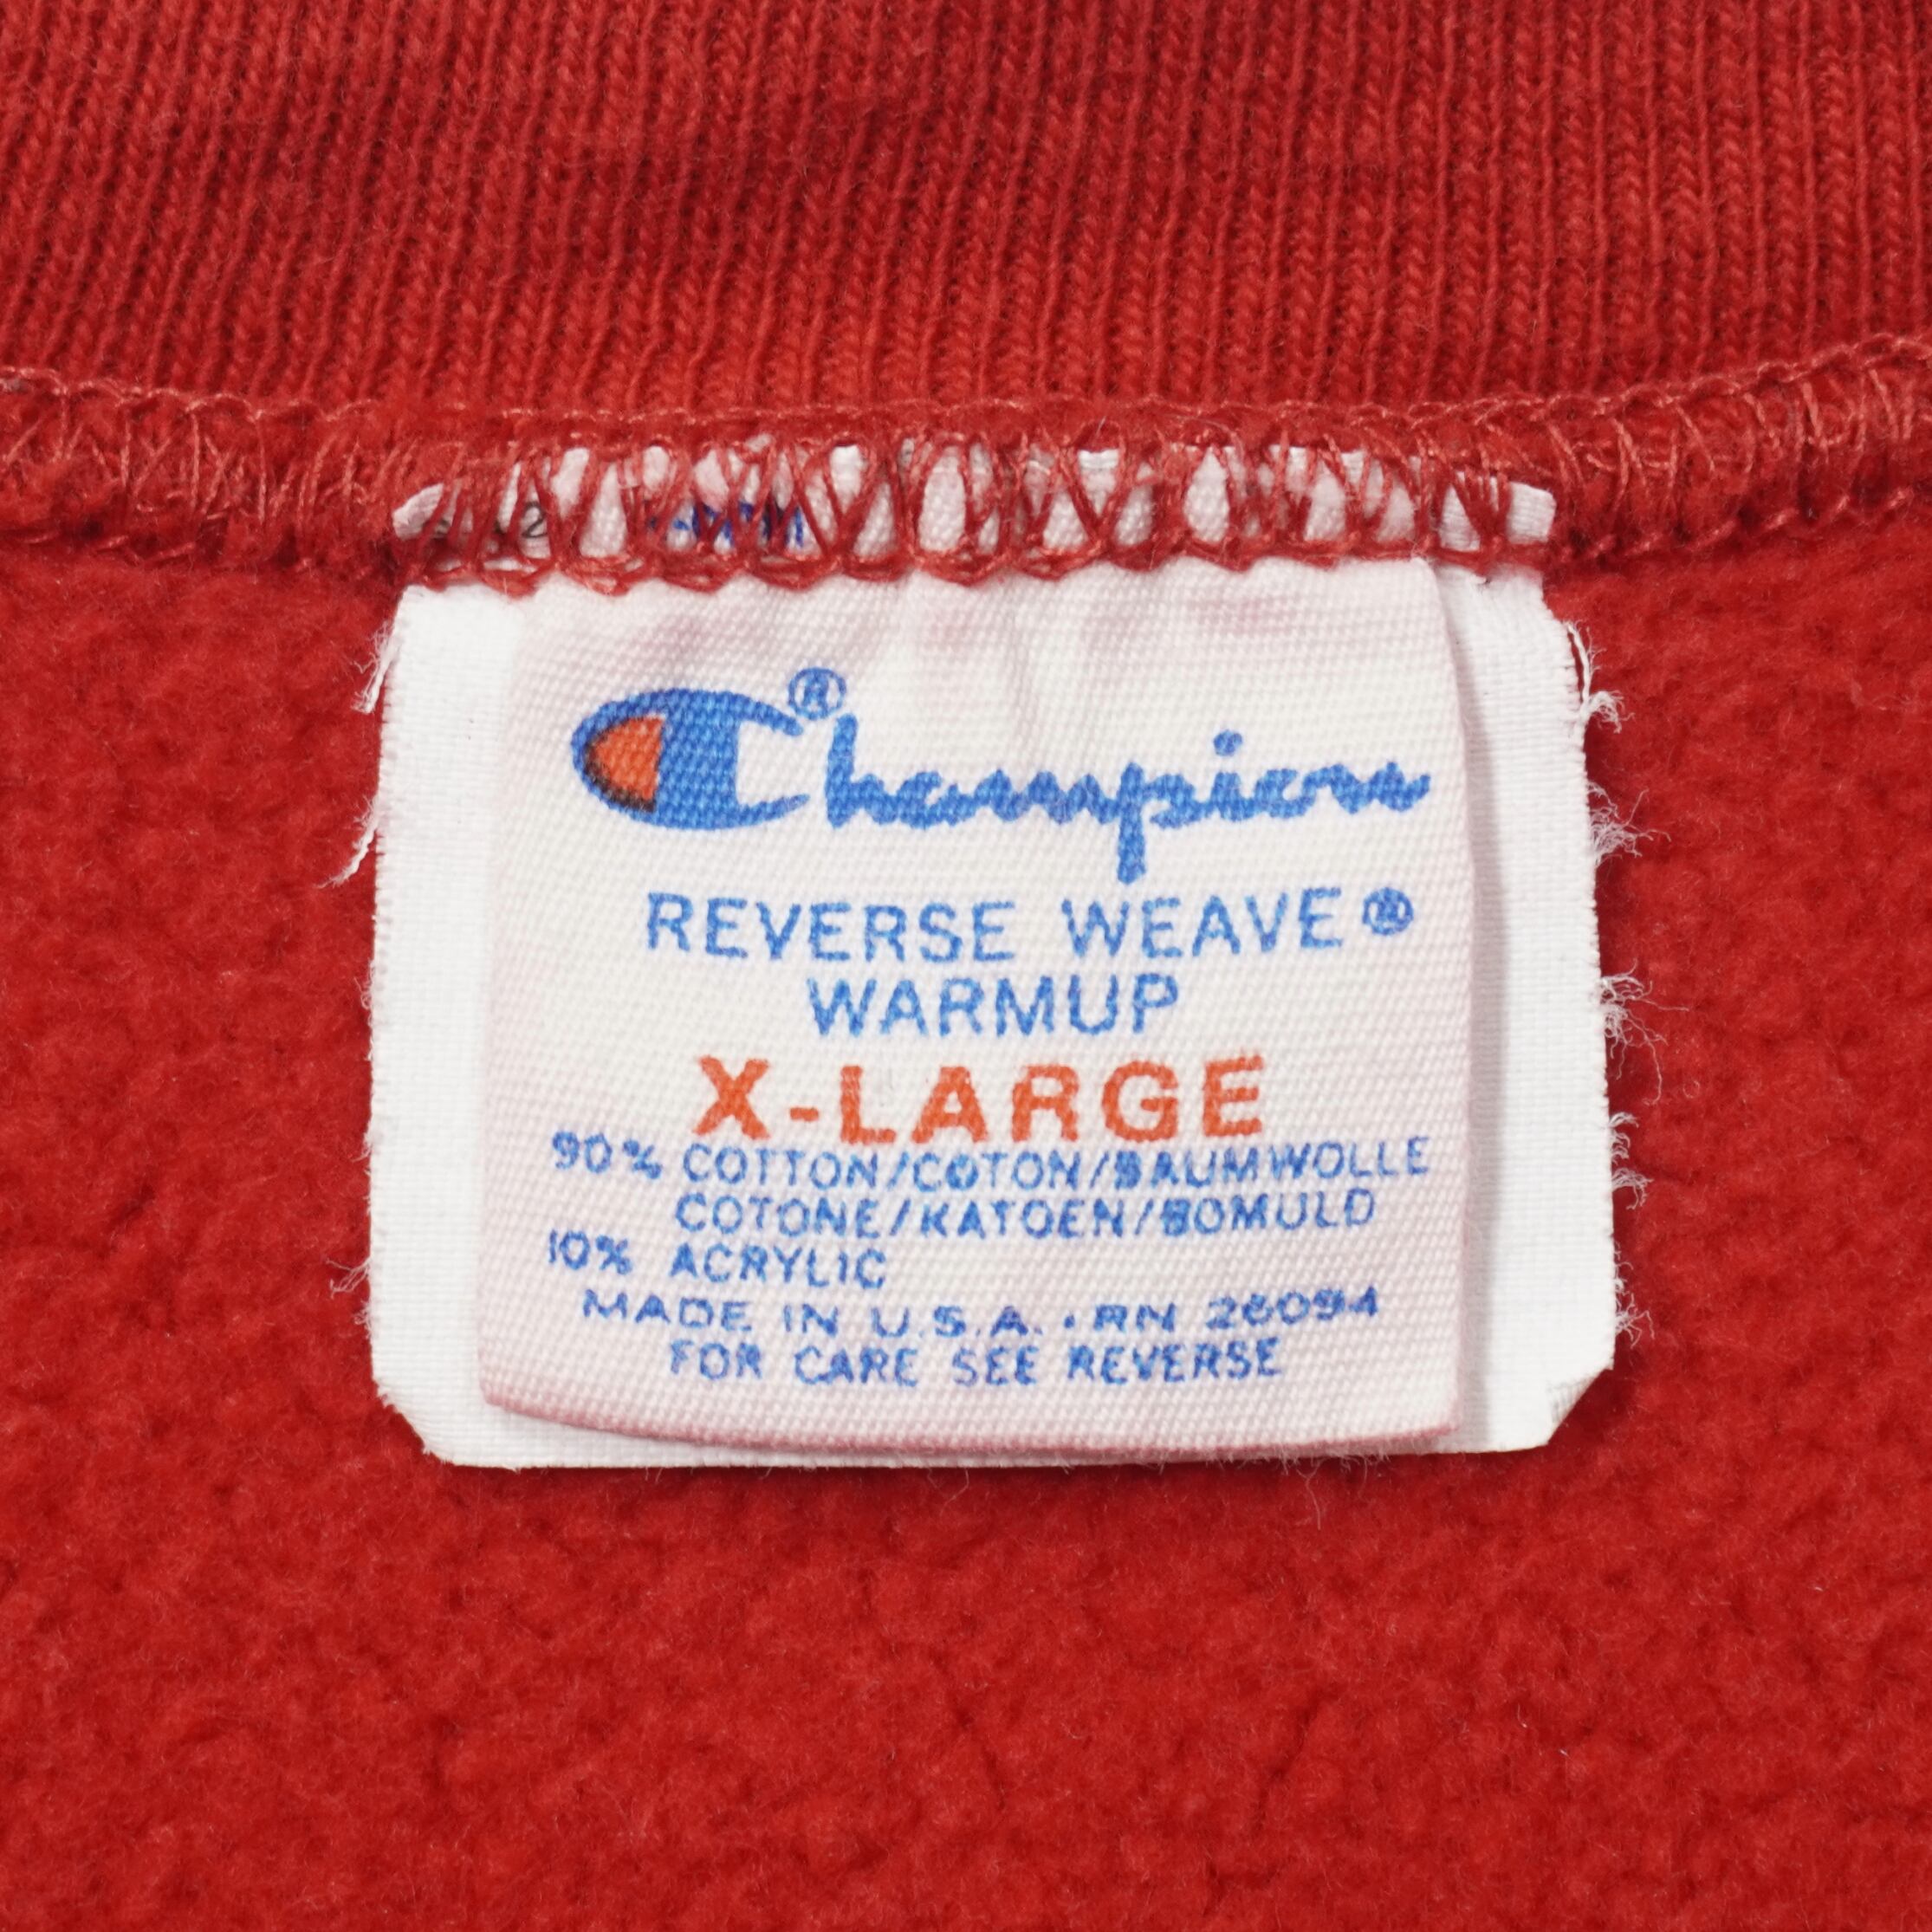 Champion®
REVERSE WEAVE®
WARMUP
X-LARGE
90% COTTON/COTON/BAUMWOLLE
COTONE/KATOEN/BOMULD
10% ACRYLIC
MADE IN U.S.A. • RN 26094
FOR CARE SEE REVERSE